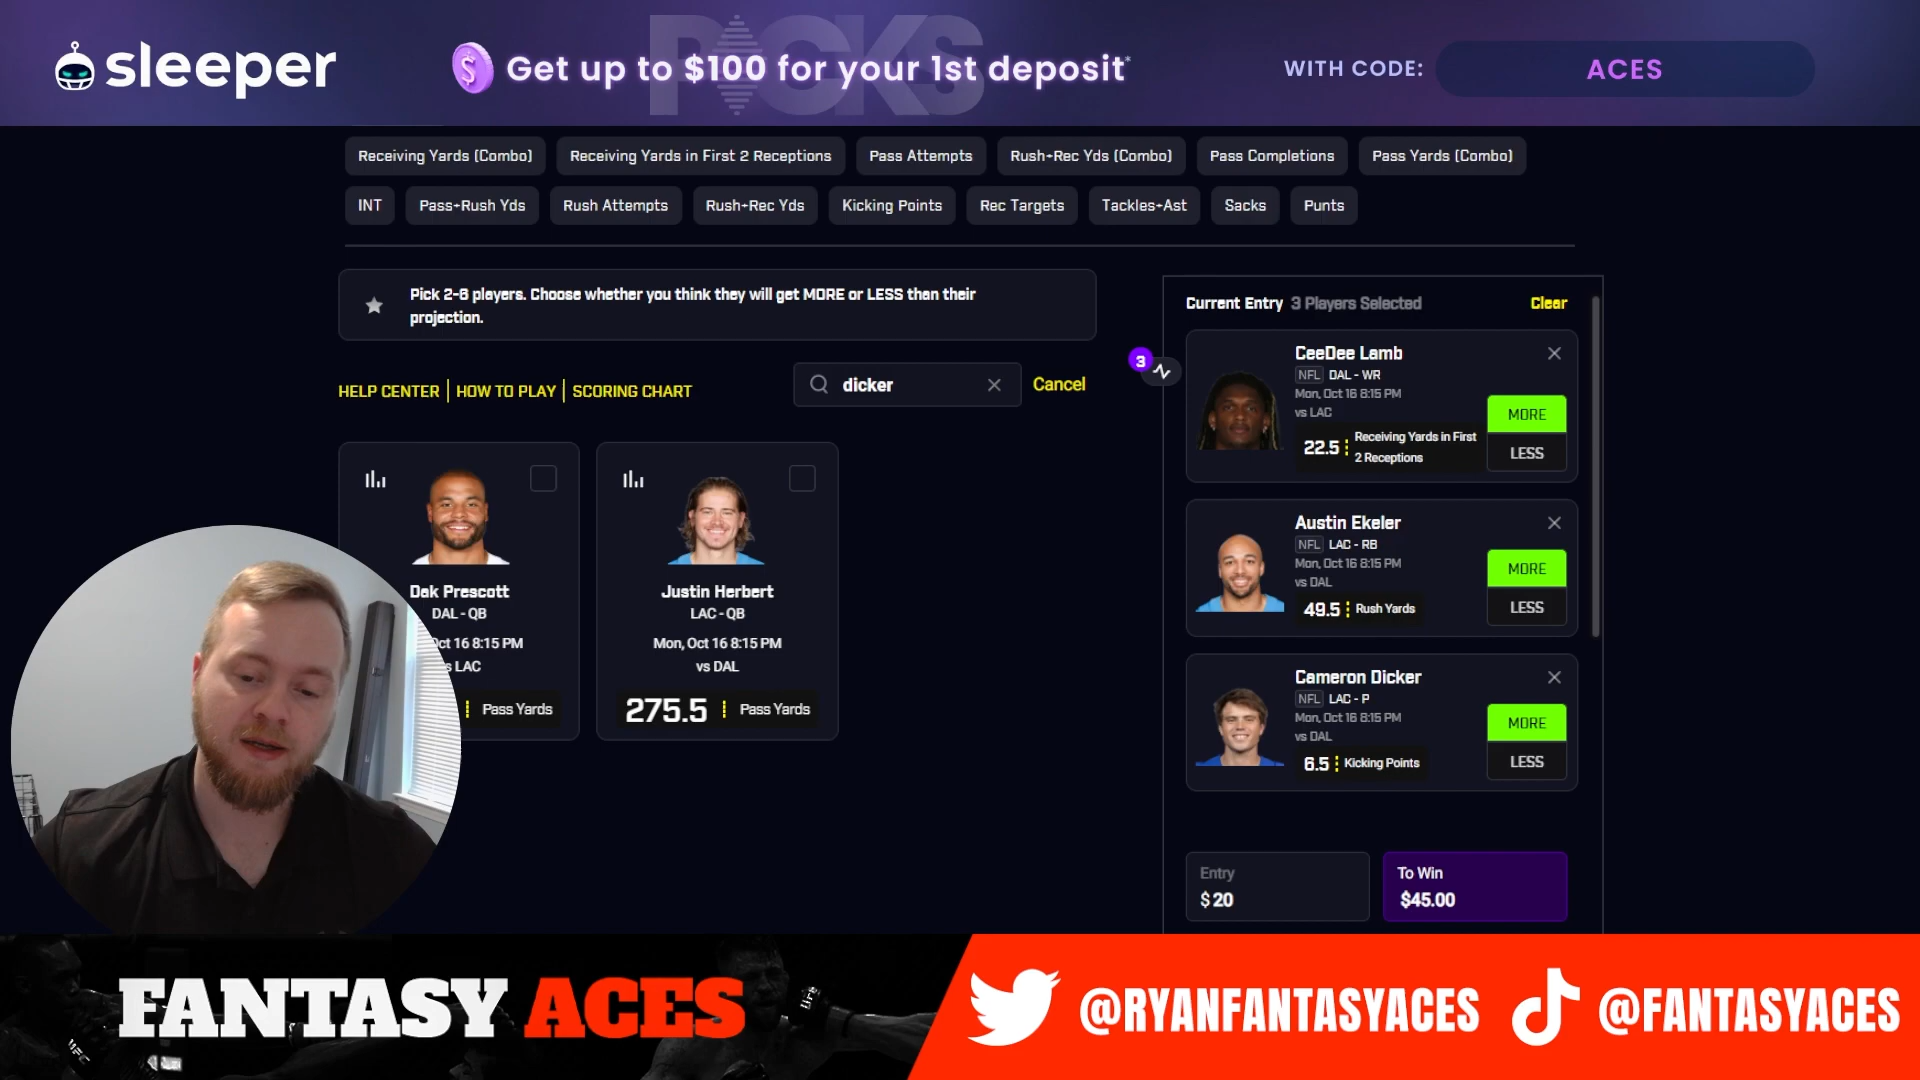 sleeper
PICKS
Get up to $100 for your 1st deposit*
WITH CODE:
ACES
Receiving Yards (Combo)
Receiving Yards in First 2 Receptions
Pass Attempts
Rush+Rec Yds (Combo)
Pass Completions
Pass Yards (Combo)
INT
Pass+Rush Yds
Rush Attempts
Rush+Rec Yds
Kicking Points
Rec Targets
Tackles+Ast
Sacks
Punts
Pick 2-6 players. Choose whether you think they will get MORE or LESS than their
projection.
HELP CENTER
HOW TO PLAY
SCORING CHART
dicker
Cancel
Dak Prescott
DAL - QB
Oct 16 8:15 PM
s LAC
Pass Yards
Justin Herbert
LAC - QB
Mon, Oct 16 8:15 PM
vs DAL
275.5
Pass Yards
3
Current Entry
3 Players Selected
Clear
CeeDee Lamb
NFL DAL - WR
Mon, Oct 16 8:15 PM
vs LAC
22.5
Receiving Yards in First
2 Receptions
MORE
LESS
Austin Ekeler
NFL LAC - RB
Mon, Oct 16 8:15 PM
vs DAL
49.5
Rush Yards
MORE
LESS
Cameron Dicker
NFL LAC - P
Mon, Oct 16 8:15 PM
vs DAL
6.5
Kicking Points
MORE
LESS
Entry
$ 20
To Win
$45.00
FANTASY ACES
UFC
UFC
@RYANFANTASYACES
@FANTASYACES